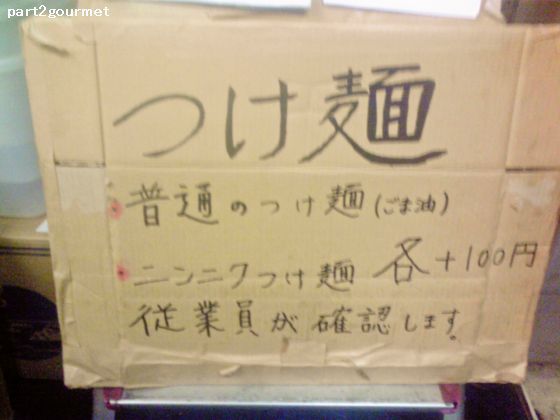 part2gourmet
つけ麺
普通のつけ麺(ごま油)
ニンニクつけ麺 各+100円
従業員が確認します。